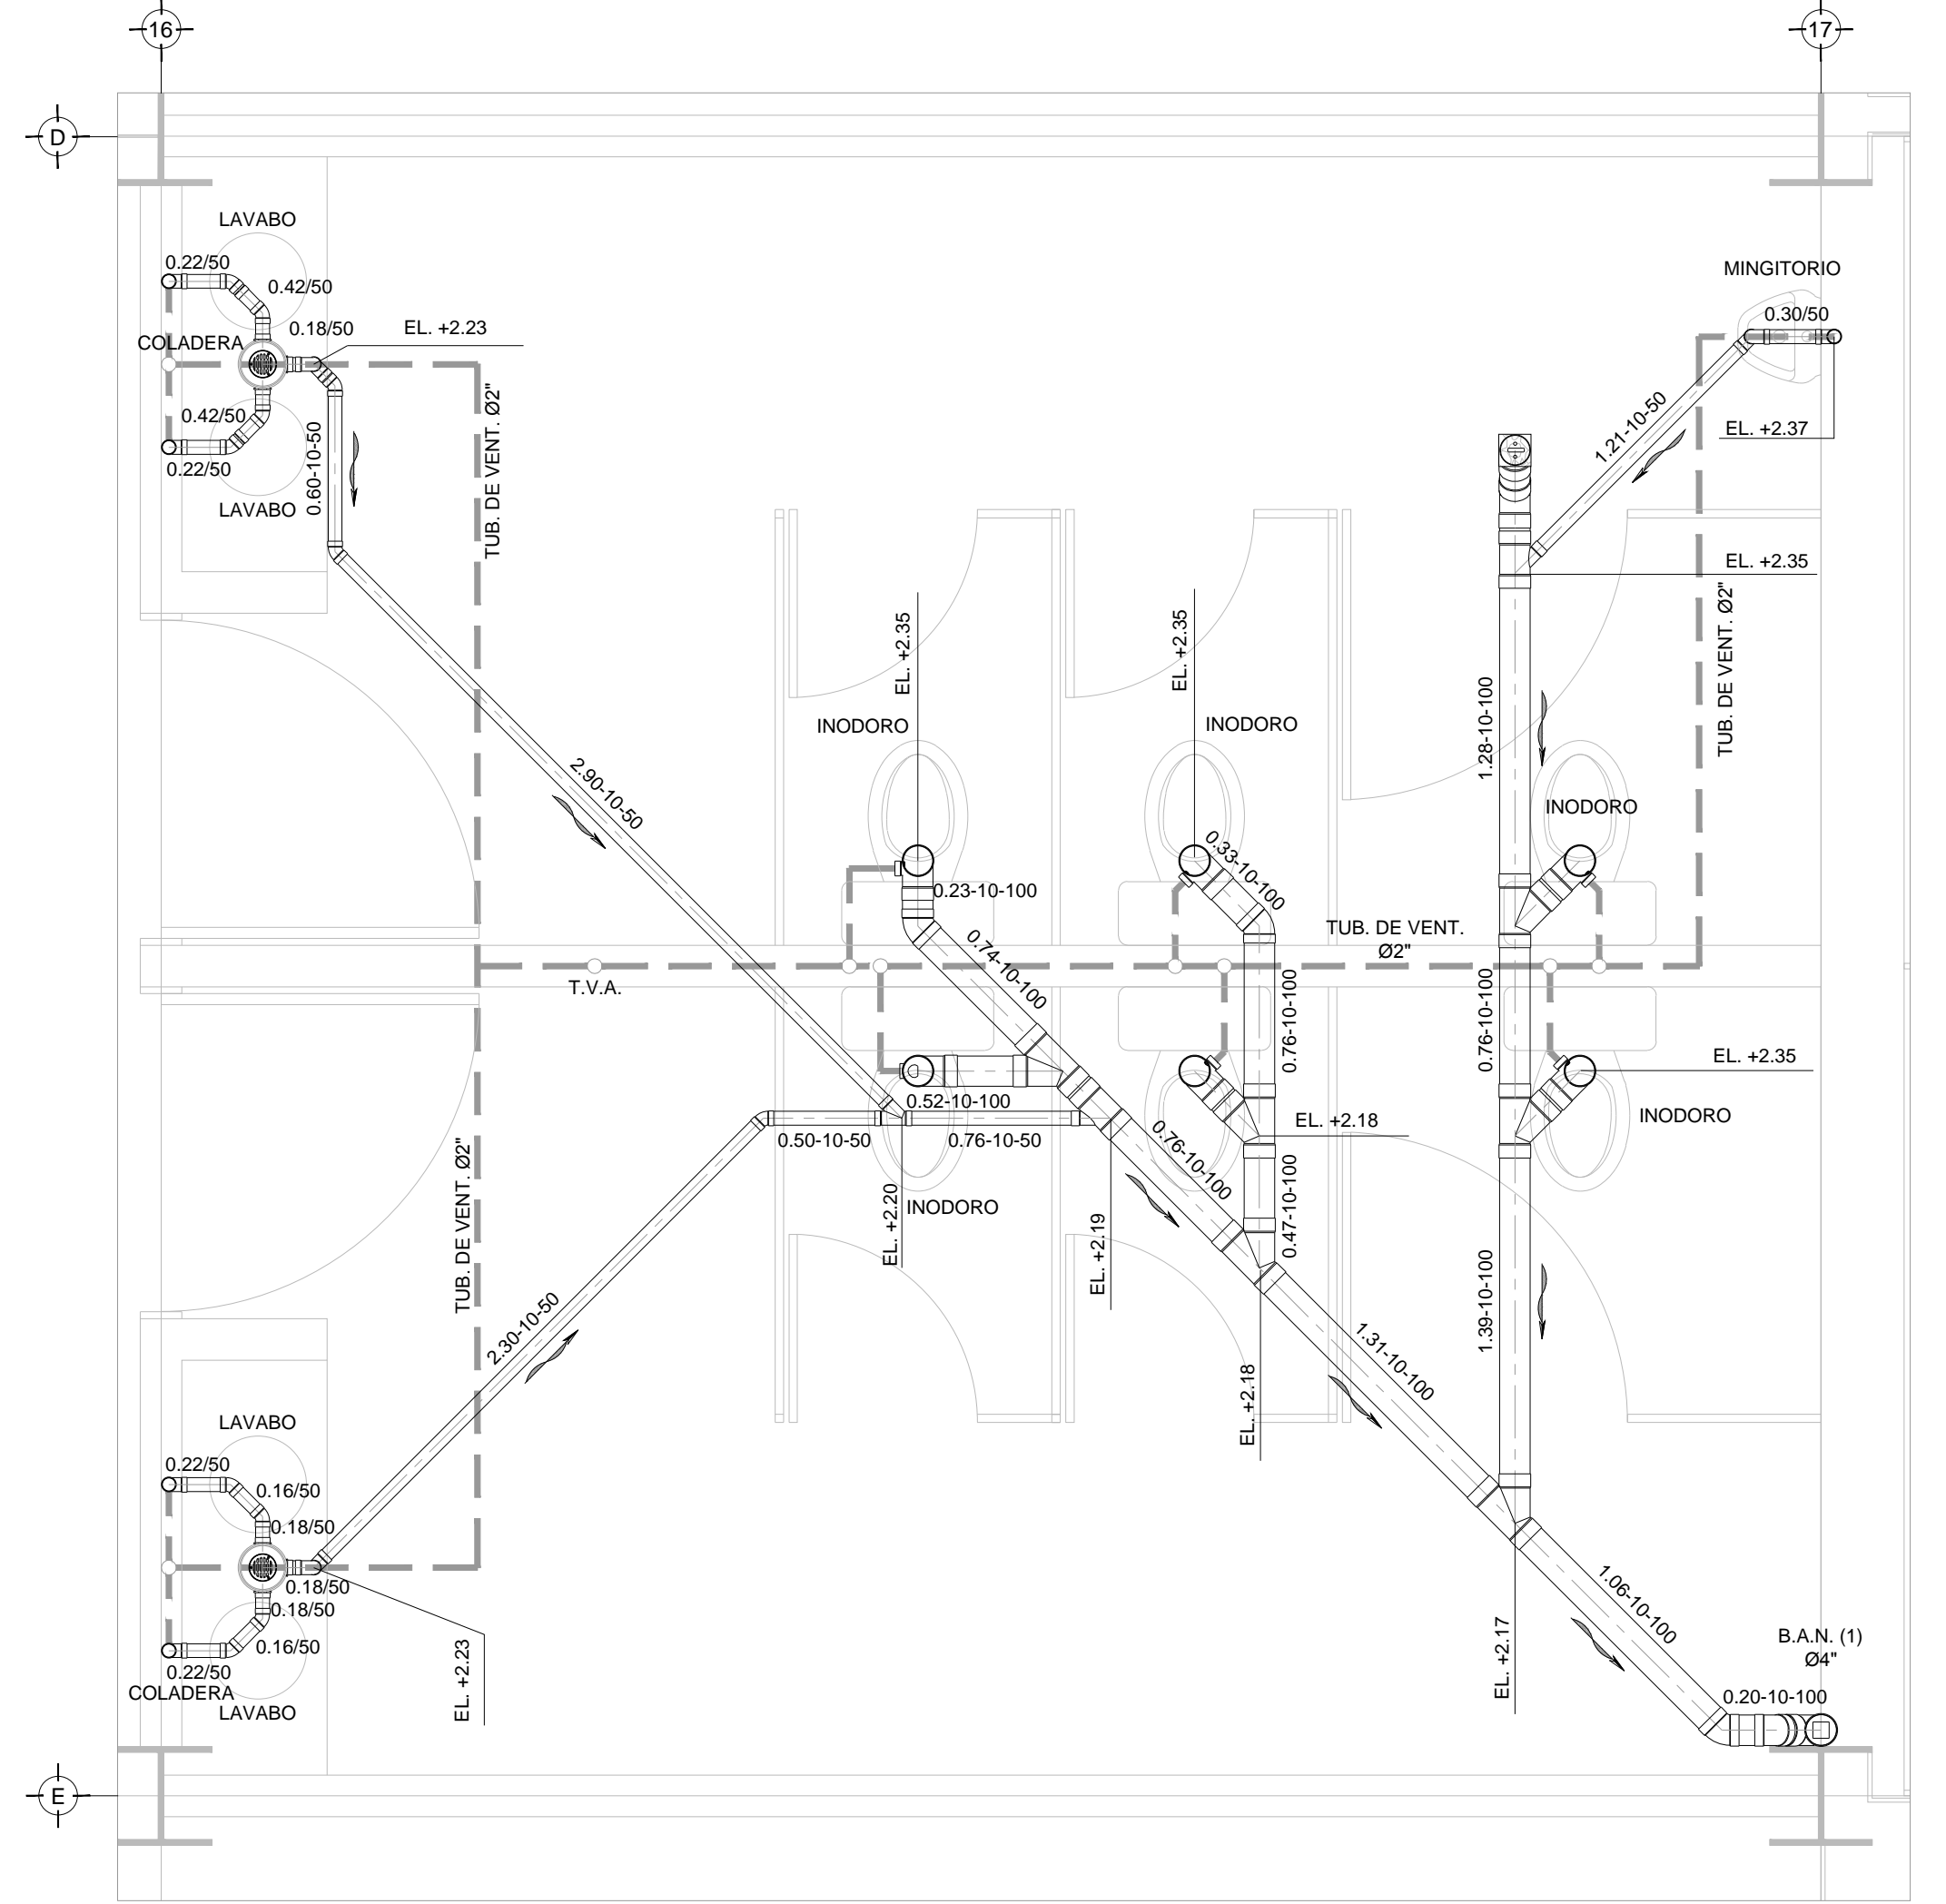 16
17
D
LAVABO
0.22/50
0.42/50
MINGITORIO
0.30/50
0.18/50
EL. +2.23
COLADERA
0.42/50
0.22/50
LAVABO
0.60-10-50
TUB. DE VENT. Ø2"
1.21-10-50
EL. +2.37
EL. +2.35
EL. +2.35
EL. +2.35
TUB. DE VENT. Ø2"
INODORO
INODORO
1.28-10-100
INODORO
2.90-10-50
0.33-10-100
0.23-10-100
TUB. DE VENT.
Ø2"
0.74-10-100
T.V.A.
0.76-10-100
0.76-10-100
EL. +2.35
0.52-10-100
INODORO
EL. +2.18
0.50-10-50
0.76-10-50
0.76-10-100
TUB. DE VENT. Ø2"
EL. +2.20
INODORO
0.47-10-100
EL. +2.19
2.30-10-50
1.39-10-100
1.31-10-100
EL. +2.18
LAVABO
0.22/50
0.16/50
0.18/50
0.18/50
0.18/50
0.16/50
0.22/50
COLADERA
LAVABO
EL. +2.23
1.06-10-100
EL. +2.17
B.A.N. (1)
Ø4"
0.20-10-100
E